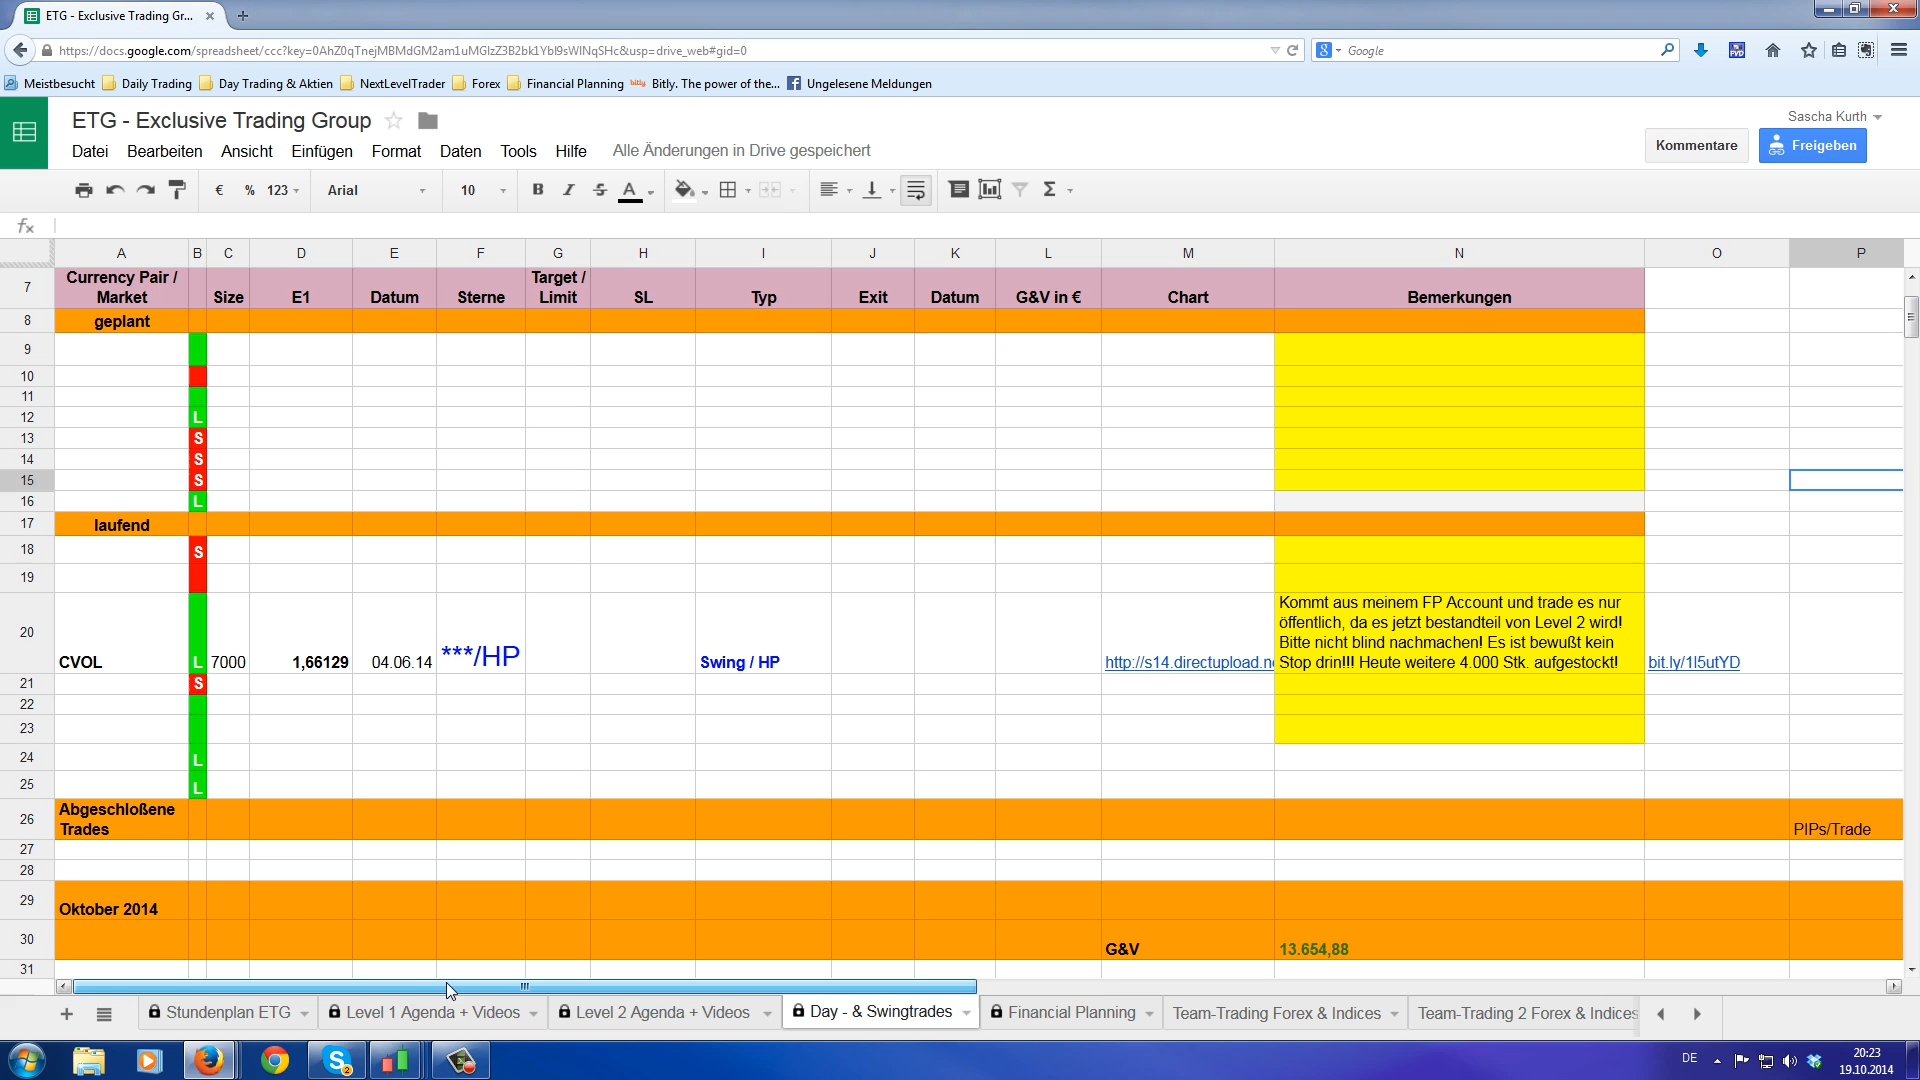 ETG - Exclusive Trading Gr...
https://docs.google.com/spreadsheet/ccc?key=0AhZ0qTnejMBMdGM2am1uMGlzZ3B2bk1Ybl9sWlNqSHc&usp=drive_web#gid=0
Google
Meistbesucht Daily Trading Day Trading & Aktien NextLevelTrader Forex Financial Planning bitly Bitly. The power of the... Ungelesene Meldungen
ETG - Exclusive Trading Group
Sascha Kurth
Datei Bearbeiten Ansicht Einfügen Format Daten Tools Hilfe Alle Änderungen in Drive gespeichert
Kommentare Freigeben
€ % 123 Arial 10 B I S A Σ
fx
A B C D E F G H I J K L M N O P
7 Currency Pair / Market Size E1 Datum Sterne Target / Limit SL Typ Exit Datum G&V in € Chart Bemerkungen
8 geplant
9
10
11
12 L
13 S
14 S
15 S
16 L
17 laufend
18 S
19
Kommt aus meinem FP Account und trade es nur
öffentlich, da es jetzt bestandteil von Level 2 wird!
Bitte nicht blind nachmachen! Es ist bewußt kein
20 CVOL L 7000 1,66129 04.06.14 ***/HP Swing / HP http://s14.directupload.ne Stop drin!!! Heute weitere 4.000 Stk. aufgestockt! bit.ly/1l5utYD
21 S
22
23
24 L
25 L
26 Abgeschloßene Trades PIPs/Trade
27
28
29 Oktober 2014
30 G&V 13.654,88
31
Stundenplan ETG Level 1 Agenda + Videos Level 2 Agenda + Videos Day - & Swingtrades Financial Planning Team-Trading Forex & Indices Team-Trading 2 Forex & Indices
DE
20:23
19.10.2014